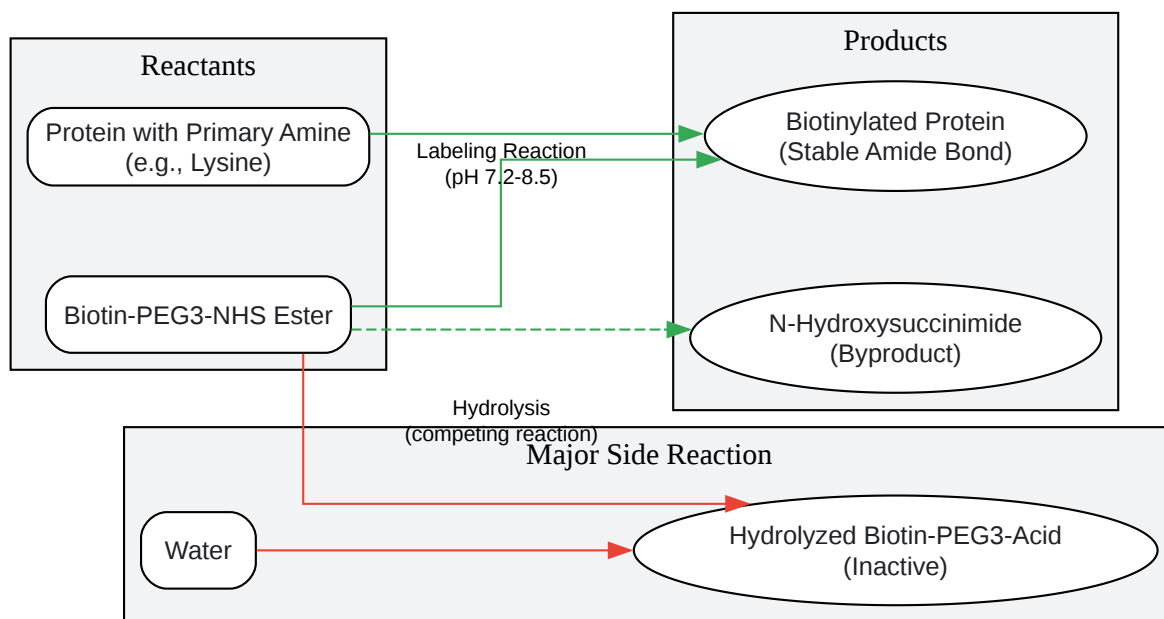 Reactants
Protein with Primary Amine
(e.g., Lysine)
Biotin-PEG3-NHS Ester
Labeling Reaction
(pH 7.2-8.5)
Products
Biotinylated Protein
(Stable Amide Bond)
N-Hydroxysuccinimide
(Byproduct)
Hydrolysis
(competing reaction)
Major Side Reaction
Water
Hydrolyzed Biotin-PEG3-Acid
(Inactive)